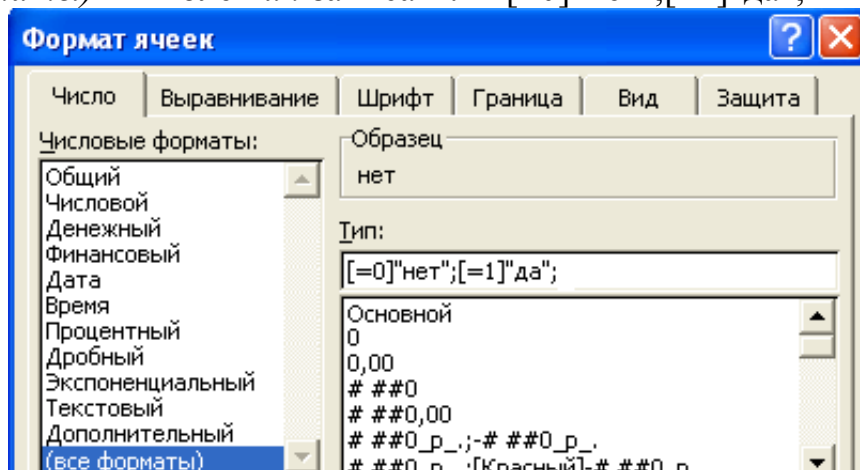 Формат ячеек
Число Выравнивание Шрифт Граница Вид Защита
Числовые форматы:
Общий
Числовой
Денежный
Финансовый
Дата
Время
Процентный
Дробный
Экспоненциальный
Текстовый
Дополнительный
(все форматы)
Образец
нет
Тип:
[=0]"нет";[=1]"да";
Основной
0
0,00
# ##0
# ##0,00
# ##0_р_.;-# ##0_р_.